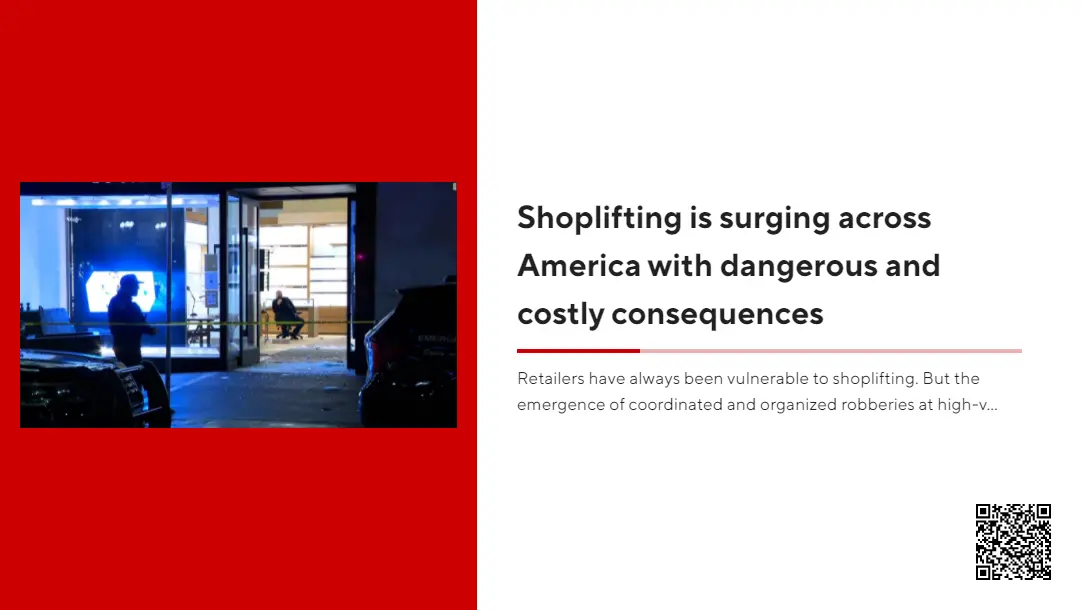 Shoplifting is surging across
America with dangerous and
costly consequences
Retailers have always been vulnerable to shoplifting. But the
emergence of coordinated and organized robberies at high-v...